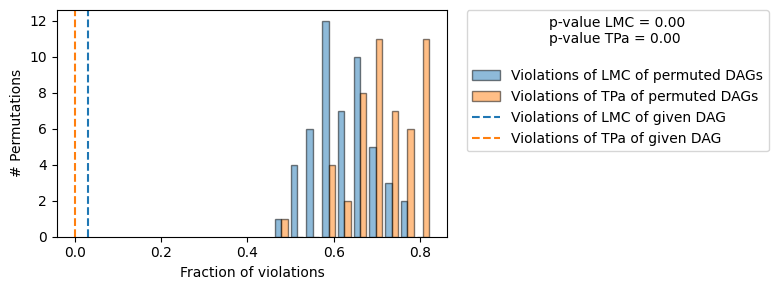 12
10
8
6
4
2
0
# Permutations
0.0 0.2 0.4 0.6 0.8
Fraction of violations
p-value LMC = 0.00
p-value TPa = 0.00
Violations of LMC of permuted DAGs
Violations of TPa of permuted DAGs
Violations of LMC of given DAG
Violations of TPa of given DAG